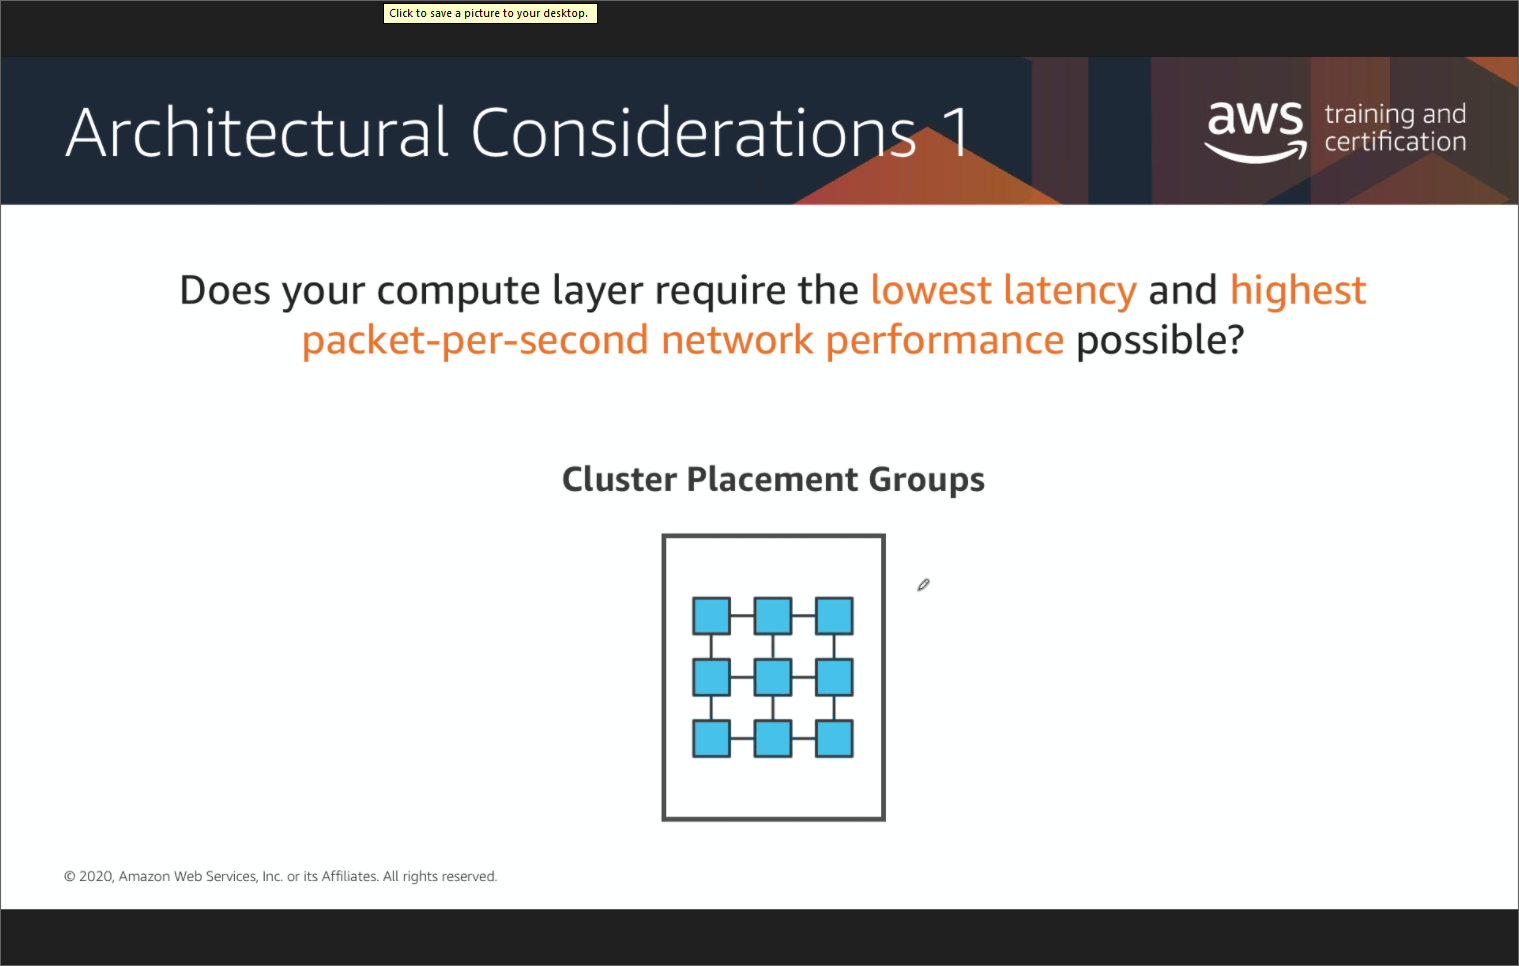 Click to save a picture to your desktop.
Architectural Considerations 1
aws training and
certification
Does your compute layer require the lowest latency and highest
packet-per-second network performance possible?
Cluster Placement Groups
© 2020, Amazon Web Services, Inc. or its Affiliates. All rights reserved.